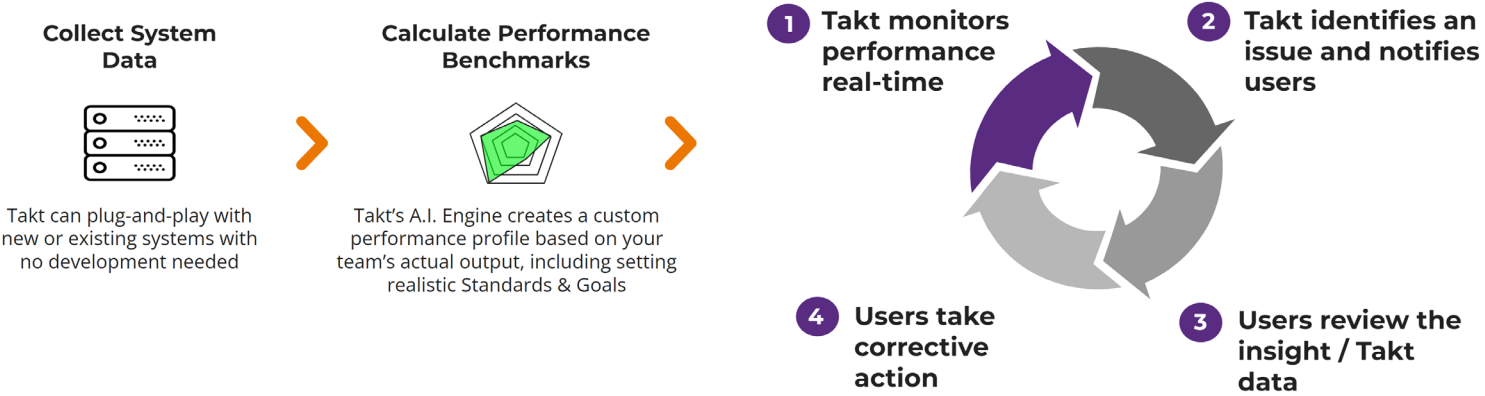 Collect System
Data
Takt can plug-and-play with
new or existing systems with
no development needed
Calculate Performance
Benchmarks
Takt’s A.I. Engine creates a custom
performance profile based on your
team’s actual output, including setting
realistic Standards & Goals
1 Takt monitors
performance
real-time
2 Takt identifies an
issue and notifies
users
3 Users review the
insight / Takt
data
4 Users take
corrective
action